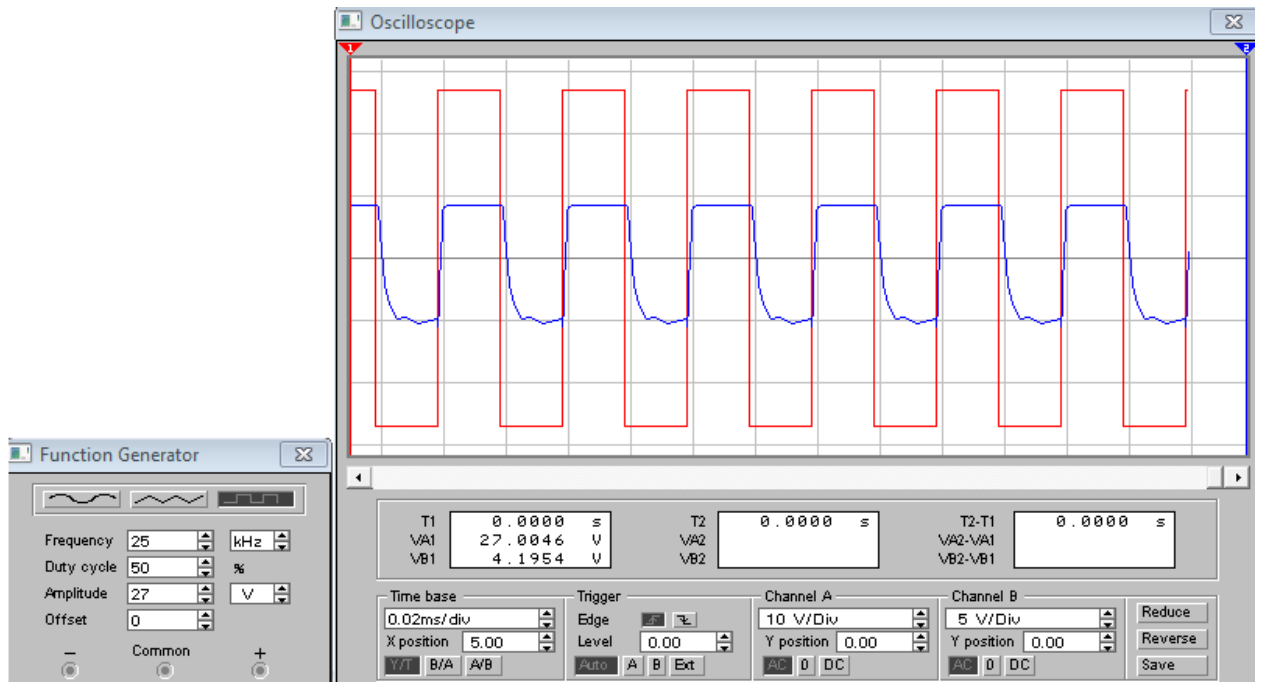 Oscilloscope
1
2
Function Generator
Frequency 25 kHz
Duty cycle 50 %
Amplitude 27 V
Offset 0
− Common +
T1 0.0000 s
VA1 27.0046 V
VB1 4.1954 V
T2 0.0000 s
VA2
VB2
T2-T1 0.0000 s
VA2-VA1
VB2-VB1
Time base
0.02ms/div
X position 5.00
Y/T B/A A/B
Trigger
Edge
Level 0.00
Auto A B Ext
Channel A
10 V/Div
Y position 0.00
AC 0 DC
Channel B
5 V/Div
Y position 0.00
AC 0 DC
Reduce
Reverse
Save